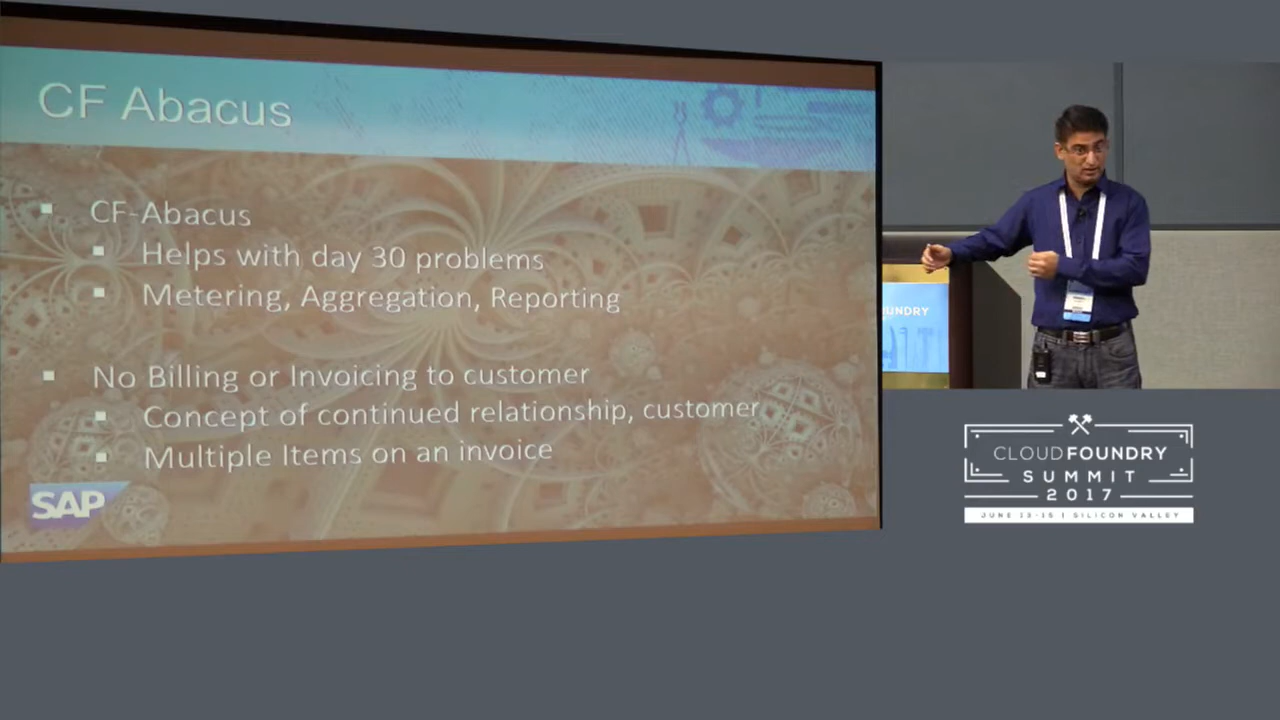 CF Abacus
CF-Abacus
Helps with day 30 problems
Metering, Aggregation, Reporting
No Billing or Invoicing to customer
Concept of continued relationship, customer
Multiple Items on an invoice
SAP
UNDRY
CLOUDFOUNDRY
SUMMIT
2017
JUNE 13-15 | SILICON VALLEY